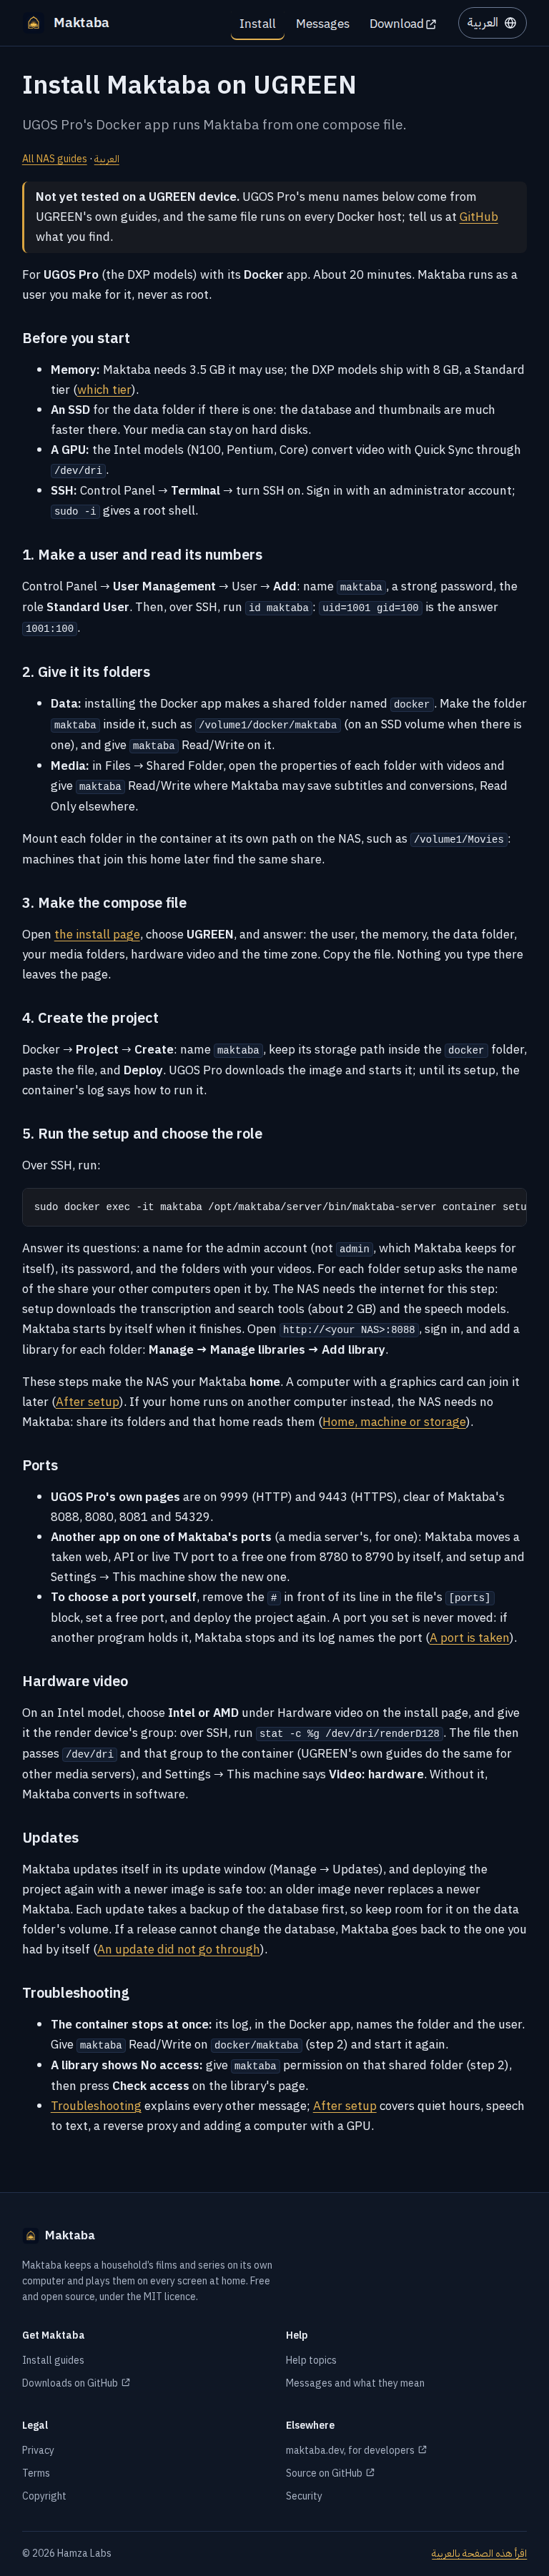 Maktaba
Install Messages Download العربية
Install Maktaba on UGREEN
UGOS Pro's Docker app runs Maktaba from one compose file.
All NAS guides · العربية
Not yet tested on a UGREEN device. UGOS Pro's menu names below come from
UGREEN's own guides, and the same file runs on every Docker host; tell us at GitHub
what you find.
For UGOS Pro (the DXP models) with its Docker app. About 20 minutes. Maktaba runs as a
user you make for it, never as root.
Before you start
• Memory: Maktaba needs 3.5 GB it may use; the DXP models ship with 8 GB, a Standard
tier (which tier).
• An SSD for the data folder if there is one: the database and thumbnails are much
faster there. Your media can stay on hard disks.
• A GPU: the Intel models (N100, Pentium, Core) convert video with Quick Sync through
/dev/dri.
• SSH: Control Panel → Terminal → turn SSH on. Sign in with an administrator account;
sudo -i gives a root shell.
1. Make a user and read its numbers
Control Panel → User Management → User → Add: name maktaba, a strong password, the
role Standard User. Then, over SSH, run id maktaba: uid=1001 gid=100 is the answer
1001:100.
2. Give it its folders
• Data: installing the Docker app makes a shared folder named docker. Make the folder
maktaba inside it, such as /volume1/docker/maktaba (on an SSD volume when there is
one), and give maktaba Read/Write on it.
• Media: in Files → Shared Folder, open the properties of each folder with videos and
give maktaba Read/Write where Maktaba may save subtitles and conversions, Read
Only elsewhere.
Mount each folder in the container at its own path on the NAS, such as /volume1/Movies:
machines that join this home later find the same share.
3. Make the compose file
Open the install page, choose UGREEN, and answer: the user, the memory, the data folder,
your media folders, hardware video and the time zone. Copy the file. Nothing you type there
leaves the page.
4. Create the project
Docker → Project → Create: name maktaba, keep its storage path inside the docker folder,
paste the file, and Deploy. UGOS Pro downloads the image and starts it; until its setup, the
container's log says how to run it.
5. Run the setup and choose the role
Over SSH, run:
sudo docker exec -it maktaba /opt/maktaba/server/bin/maktaba-server container setu
Answer its questions: a name for the admin account (not admin, which Maktaba keeps for
itself), its password, and the folders with your videos. For each folder setup asks the name
of the share your other computers open it by. The NAS needs the internet for this step:
setup downloads the transcription and search tools (about 2 GB) and the speech models.
Maktaba starts by itself when it finishes. Open http://<your NAS>:8088, sign in, and add a
library for each folder: Manage → Manage libraries → Add library.
These steps make the NAS your Maktaba home. A computer with a graphics card can join it
later (After setup). If your home runs on another computer instead, the NAS needs no
Maktaba: share its folders and that home reads them (Home, machine or storage).
Ports
• UGOS Pro's own pages are on 9999 (HTTP) and 9443 (HTTPS), clear of Maktaba's
8088, 8080, 8081 and 54329.
• Another app on one of Maktaba's ports (a media server's, for one): Maktaba moves a
taken web, API or live TV port to a free one from 8780 to 8790 by itself, and setup and
Settings → This machine show the new one.
• To choose a port yourself, remove the # in front of its line in the file's [ports]
block, set a free port, and deploy the project again. A port you set is never moved: if
another program holds it, Maktaba stops and its log names the port (A port is taken).
Hardware video
On an Intel model, choose Intel or AMD under Hardware video on the install page, and give
it the render device's group: over SSH, run stat -c %g /dev/dri/renderD128. The file then
passes /dev/dri and that group to the container (UGREEN's own guides do the same for
other media servers), and Settings → This machine says Video: hardware. Without it,
Maktaba converts in software.
Updates
Maktaba updates itself in its update window (Manage → Updates), and deploying the
project again with a newer image is safe too: an older image never replaces a newer
Maktaba. Each update takes a backup of the database first, so keep room for it on the data
folder's volume. If a release cannot change the database, Maktaba goes back to the one you
had by itself (An update did not go through).
Troubleshooting
• The container stops at once: its log, in the Docker app, names the folder and the user.
Give maktaba Read/Write on docker/maktaba (step 2) and start it again.
• A library shows No access: give maktaba permission on that shared folder (step 2),
then press Check access on the library's page.
• Troubleshooting explains every other message; After setup covers quiet hours, speech
to text, a reverse proxy and adding a computer with a GPU.
Maktaba
Maktaba keeps a household's films and series on its own
computer and plays them on every screen at home. Free
and open source, under the MIT licence.
Get Maktaba
Install guides
Downloads on GitHub
Help
Help topics
Messages and what they mean
Legal
Privacy
Terms
Copyright
Elsewhere
maktaba.dev, for developers
Source on GitHub
Security
© 2026 Hamza Labs
اقرأ هذه الصفحة بالعربية